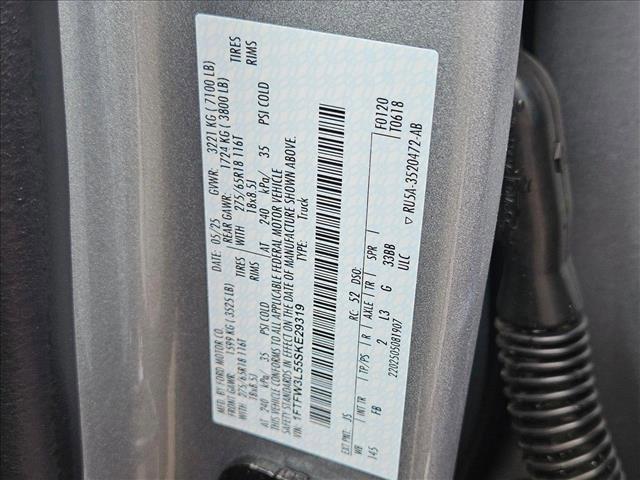 MFD. BY FORD MOTOR CO.
DATE: 05/25 GVWR: 3221 KG ( 7100 LB)
FRONT GAWR: 1599 KG ( 3525 LB) REAR GAWR: 1724 KG ( 3800 LB)
WITH 275/65R18 116T TIRES WITH 275/65R18 116T TIRES
18x8.5J RIMS 18x8.5J RIMS
AT 240 kPa/ 35 PSI COLD AT 240 kPa/ 35 PSI COLD
THIS VEHICLE CONFORMS TO ALL APPLICABLE FEDERAL MOTOR VEHICLE
SAFETY STANDARDS IN EFFECT ON THE DATE OF MANUFACTURE SHOWN ABOVE.
VIN: 1FTFW3L55SKE29319 TYPE: Truck
EXT PNT: JS RC: 52 DSO: F0120
WB INT TR TP/PS R AXLE TR SPR T0618
145 FB 2 L3 G 33BB
ULC
2202505081907
▽ RU5A-3520472-AB